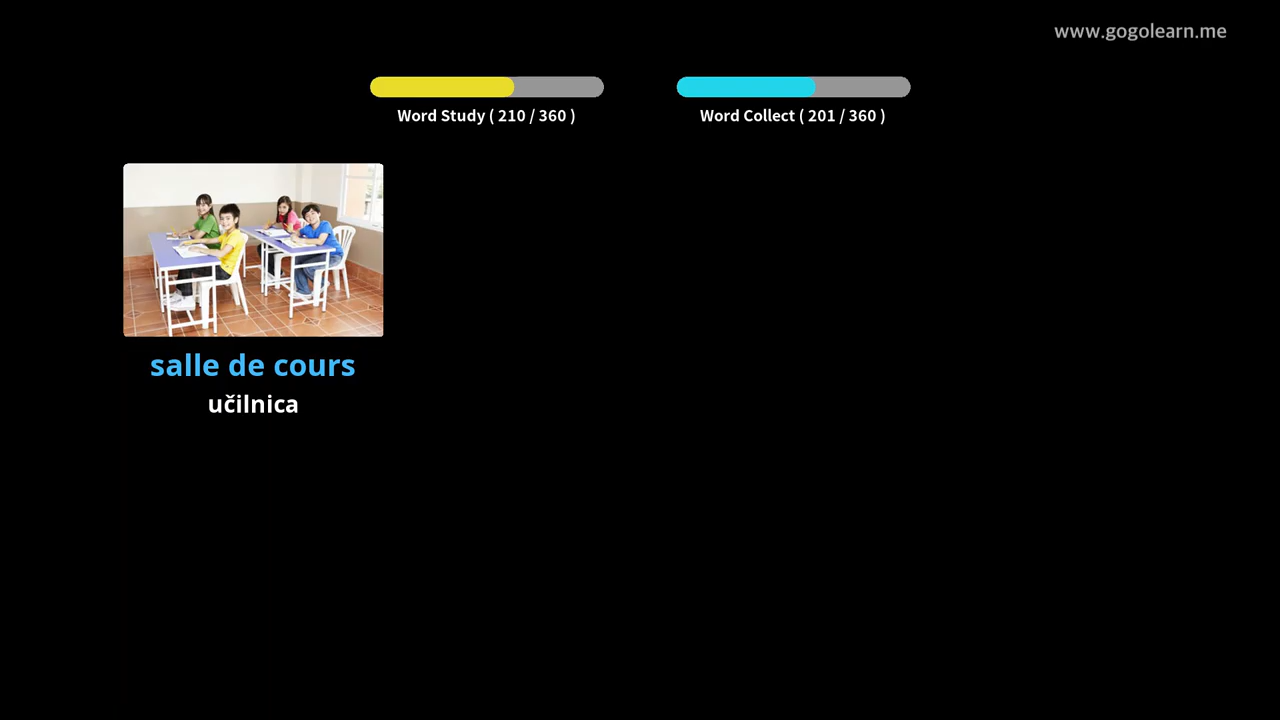 www.gogolearn.me
Word Study ( 210 / 360 )
Word Collect ( 201 / 360 )
salle de cours
učilnica